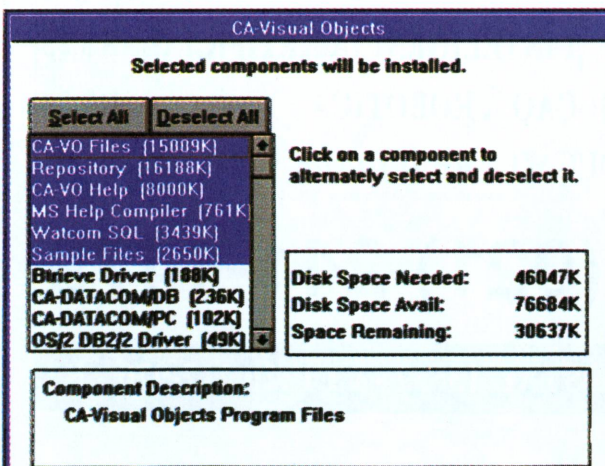 CA-Visual Objects
Selected components will be installed.
Select All Deselect All
CA-VO Files (15009K)
Repository (16188K)
CA-VO Help (8000K)
MS Help Compiler (761K)
Watcom SQL (3439K)
Sample Files (2650K)
Btrieve Driver (188K)
CA-DATACOM/DB (236K)
CA-DATACOM/PC (102K)
OS/2 DB2/2 Driver (49K)
Click on a component to
alternately select and deselect it.
Disk Space Needed: 46047K
Disk Space Avail: 76684K
Space Remaining: 30637K
Component Description:
CA-Visual Objects Program Files